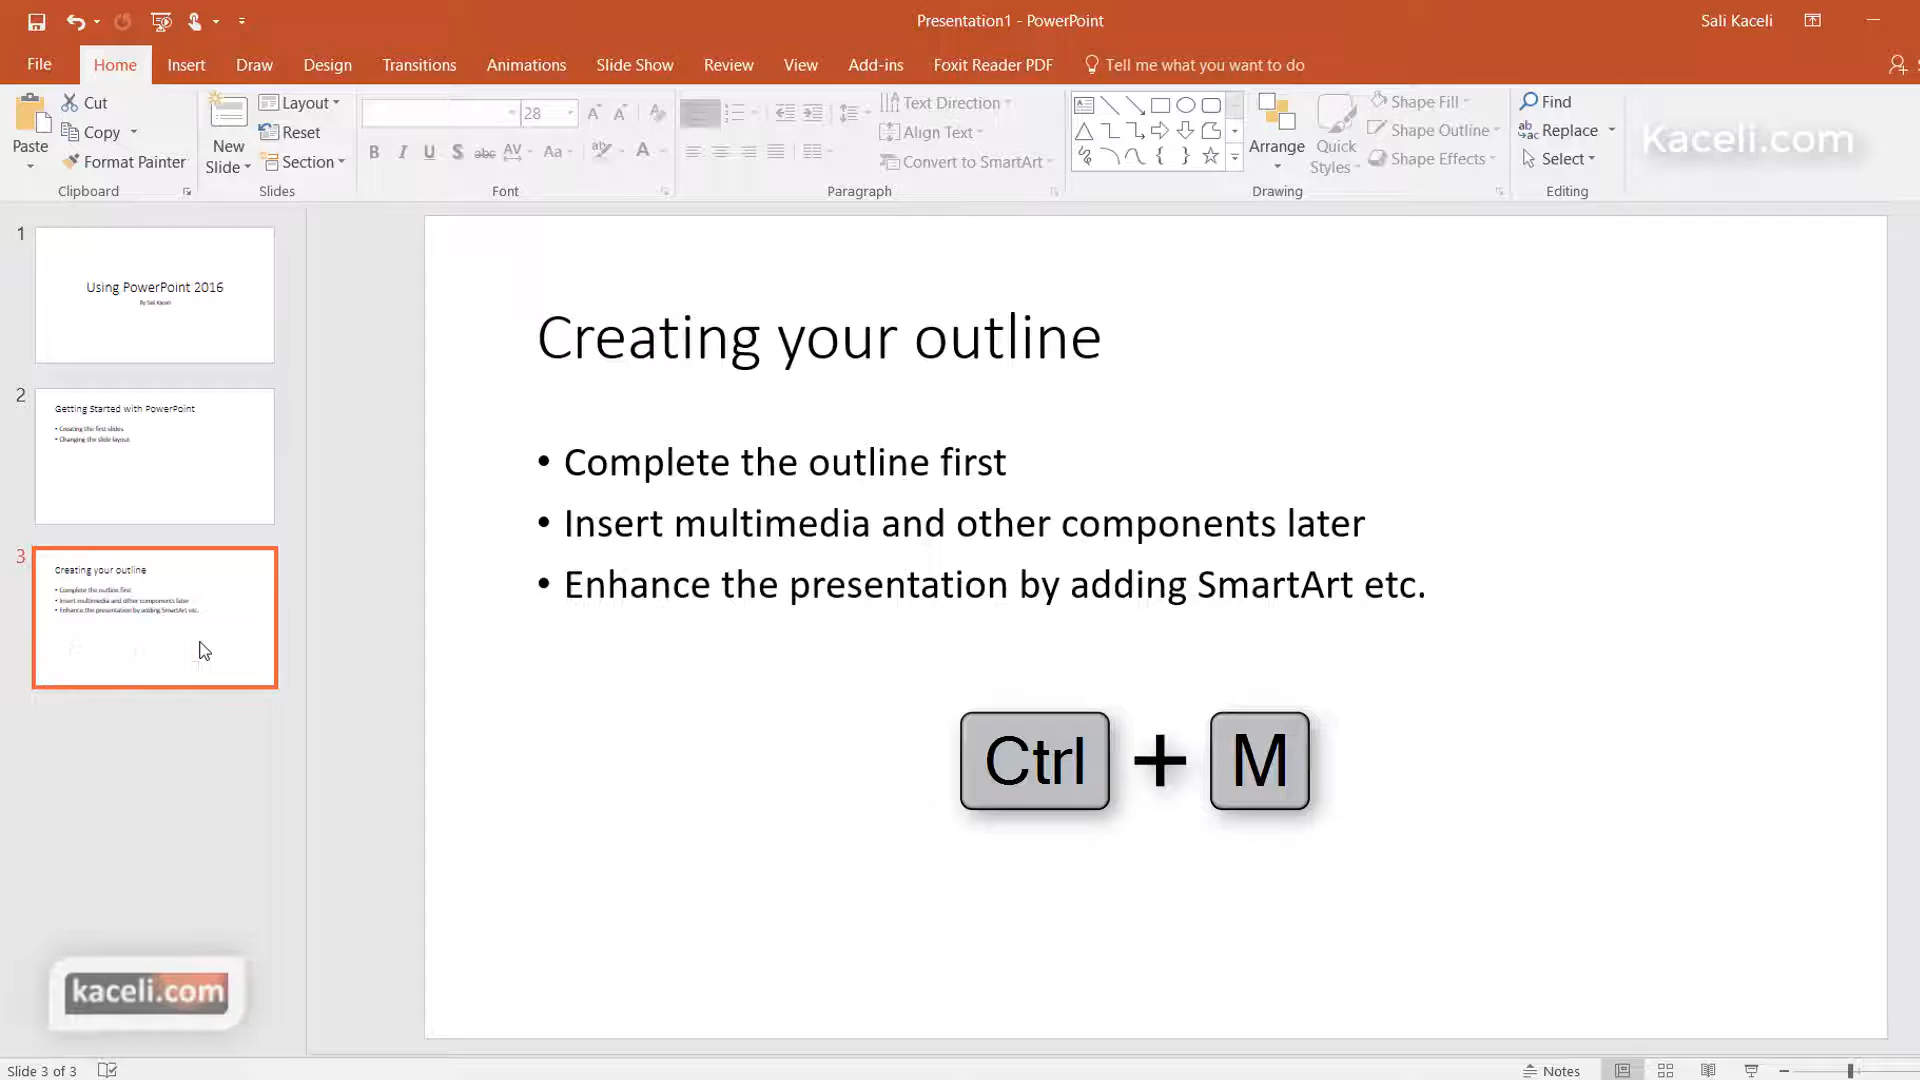 Presentation1 - PowerPoint
Sali Kaceli
File Home Insert Draw Design Transitions Animations Slide Show Review View Add-ins Foxit Reader PDF Tell me what you want to do
Paste
Cut
Copy
Format Painter
Clipboard
New
Slide
Layout
Reset
Section
Slides
28
B I U S abc AV Aa A
Font
Text Direction
Align Text
Convert to SmartArt
Paragraph
Arrange
Quick
Styles
Shape Fill
Shape Outline
Shape Effects
Drawing
Find
Replace
Select
Editing
Kaceli.com
1
Using PowerPoint 2016
By Sali Kaceli
2
Getting Started with PowerPoint
• Creating the first slides
• Changing the slide layout
3
Creating your outline
• Complete the outline first
• Insert multimedia and other components later
• Enhance the presentation by adding SmartArt etc.
Creating your outline
• Complete the outline first
• Insert multimedia and other components later
• Enhance the presentation by adding SmartArt etc.
Ctrl + M
kaceli.com
Slide 3 of 3
Notes